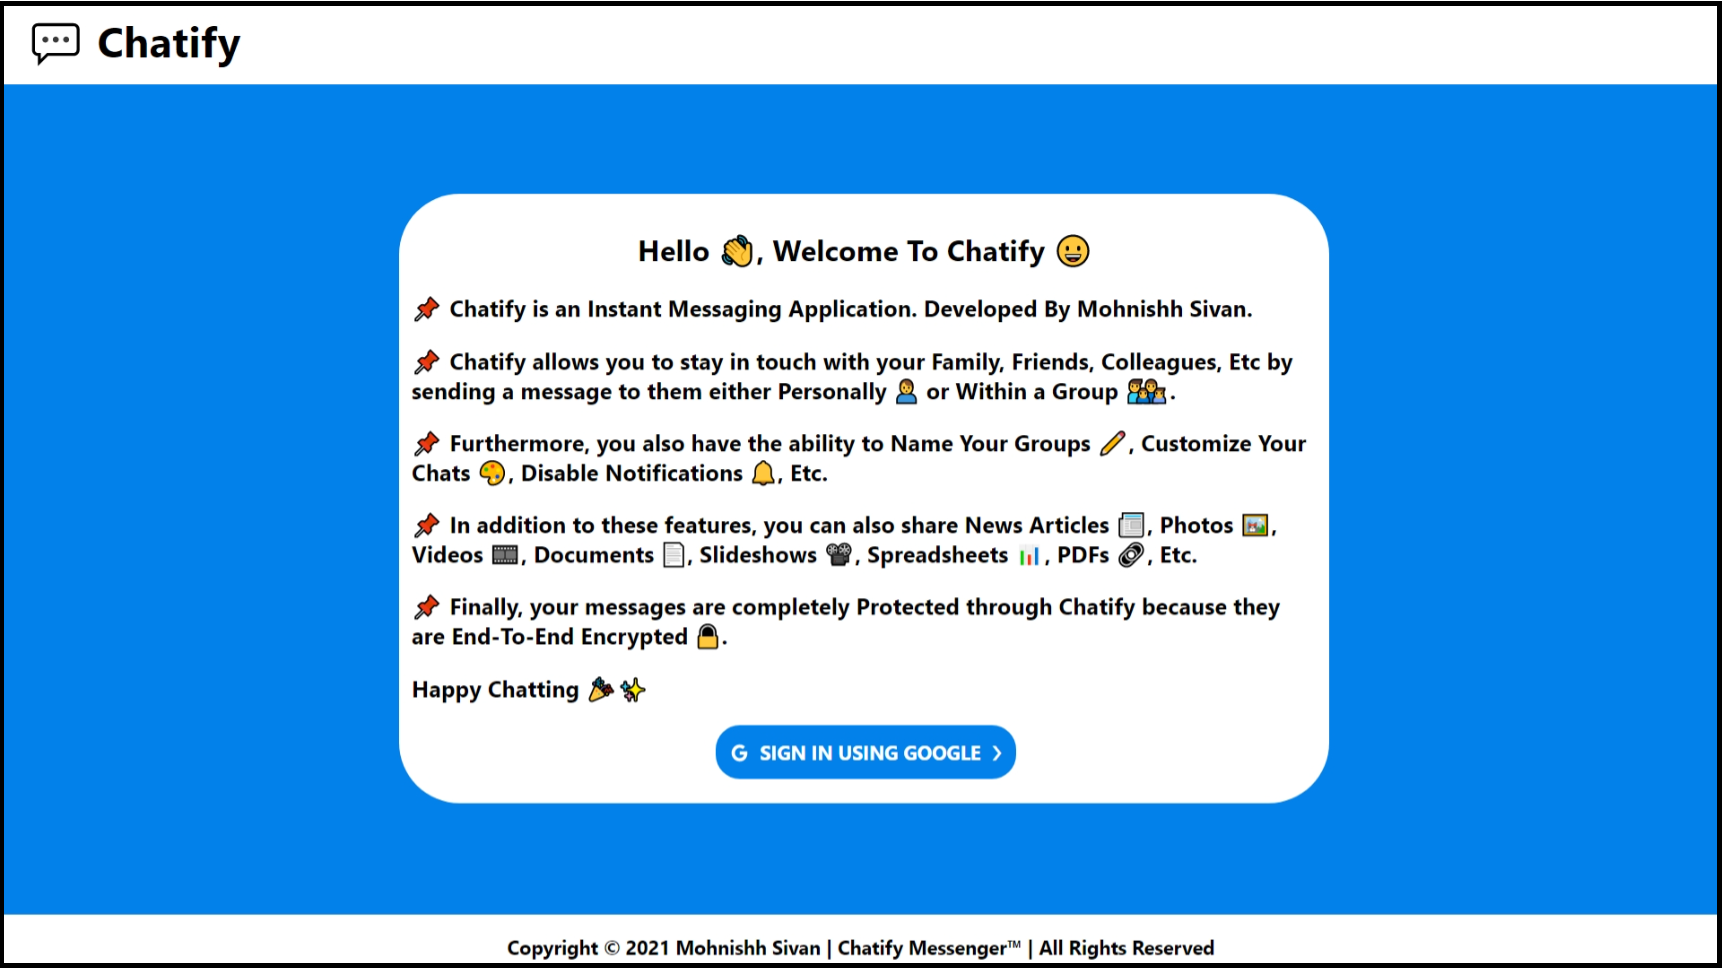 Chatify
Hello 👋, Welcome To Chatify 😀
📌 Chatify is an Instant Messaging Application. Developed By Mohnishh Sivan.
📌 Chatify allows you to stay in touch with your Family, Friends, Colleagues, Etc by
sending a message to them either Personally 🙍‍♂️ or Within a Group 👨‍👩‍👦‍👦.
📌 Furthermore, you also have the ability to Name Your Groups ✏️, Customize Your
Chats 🎨, Disable Notifications 🔔, Etc.
📌 In addition to these features, you can also share News Articles 📰, Photos 🖼️,
Videos 🎞️, Documents 📄, Slideshows 📽️, Spreadsheets 📊, PDFs 🔗, Etc.
📌 Finally, your messages are completely Protected through Chatify because they
are End-To-End Encrypted 🔒.
Happy Chatting 🎉✨
G SIGN IN USING GOOGLE >
Copyright © 2021 Mohnishh Sivan | Chatify Messenger™ | All Rights Reserved